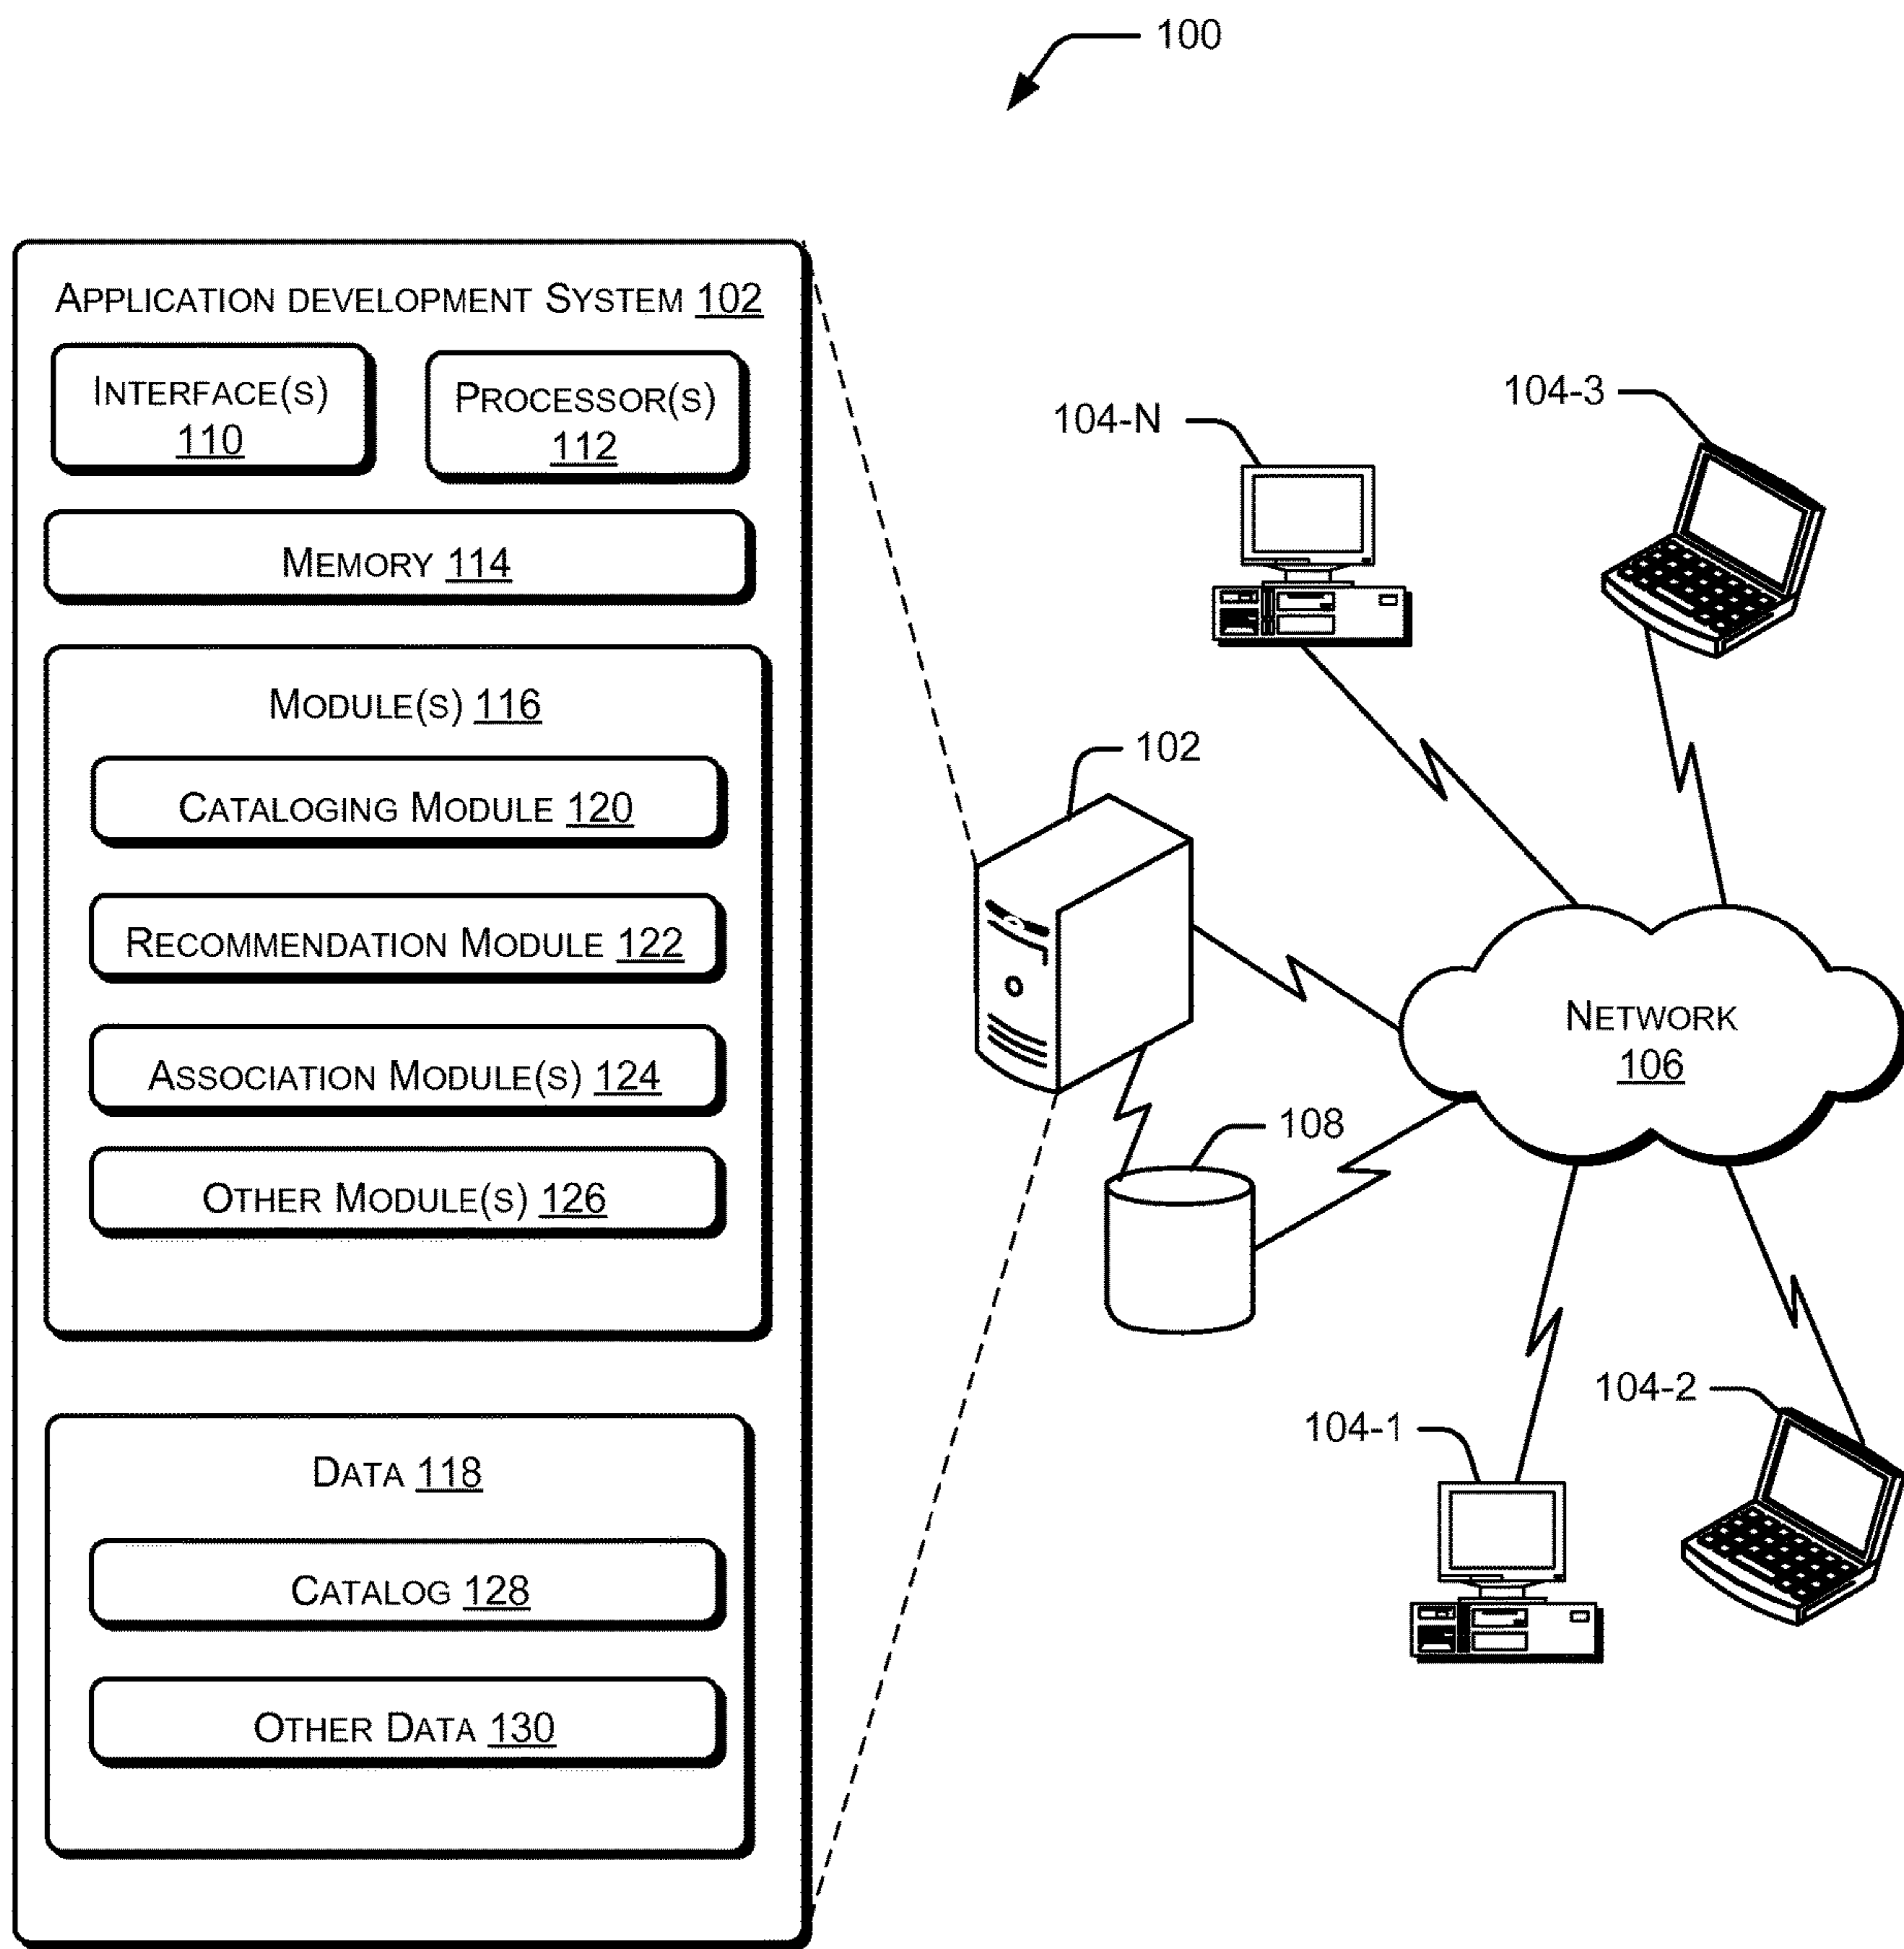 100
APPLICATION DEVELOPMENT SYSTEM 102
INTERFACE(S)
110
PROCESSOR(S)
112
MEMORY 114
MODULE(S) 116
CATALOGING MODULE 120
RECOMMENDATION MODULE 122
ASSOCIATION MODULE(S) 124
OTHER MODULE(S) 126
DATA 118
CATALOG 128
OTHER DATA 130
104-N
104-3
102
NETWORK
106
108
104-2
104-1